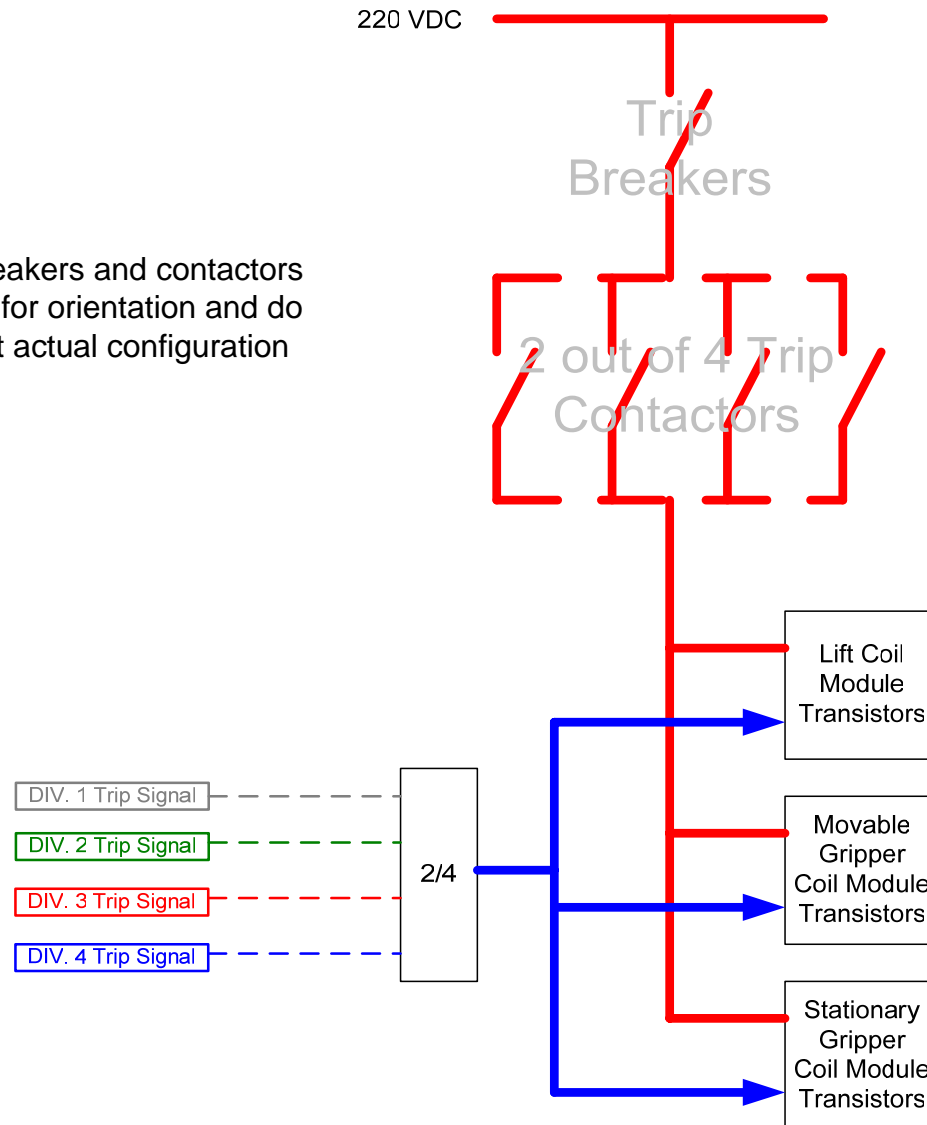 220 VDC
Trip
Breakers
eakers and contactors
for orientation and do
t actual configuration
2 out of 4 Trip
Contactors
Lift Coil
Module
Transistors
DIV. 1 Trip Signal
DIV. 2 Trip Signal
DIV. 3 Trip Signal
DIV. 4 Trip Signal
2/4
Movable
Gripper
Coil Module
Transistors
Stationary
Gripper
Coil Module
Transistors